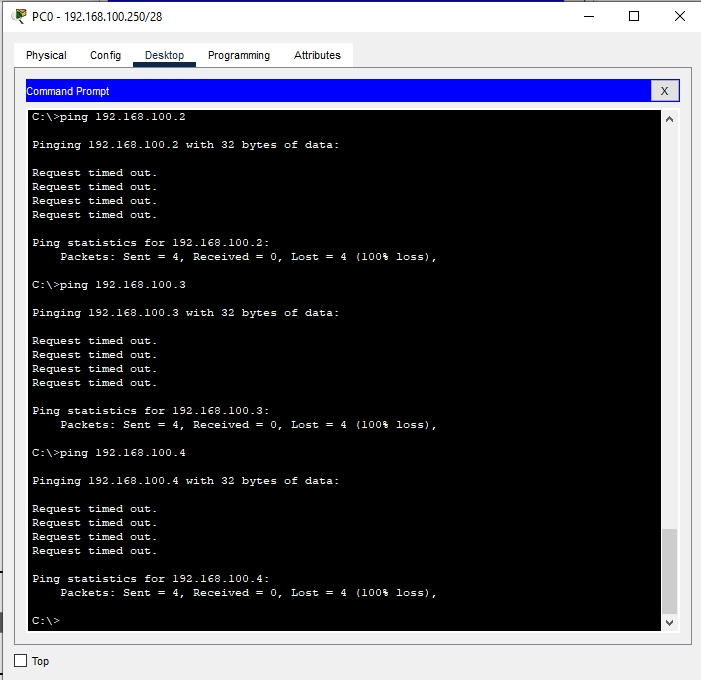 PC0 - 192.168.100.250/28
Physical Config Desktop Programming Attributes
Command Prompt X
C:\>ping 192.168.100.2
Pinging 192.168.100.2 with 32 bytes of data:
Request timed out.
Request timed out.
Request timed out.
Request timed out.
Ping statistics for 192.168.100.2:
Packets: Sent = 4, Received = 0, Lost = 4 (100% loss),
C:\>ping 192.168.100.3
Pinging 192.168.100.3 with 32 bytes of data:
Request timed out.
Request timed out.
Request timed out.
Request timed out.
Ping statistics for 192.168.100.3:
Packets: Sent = 4, Received = 0, Lost = 4 (100% loss),
C:\>ping 192.168.100.4
Pinging 192.168.100.4 with 32 bytes of data:
Request timed out.
Request timed out.
Request timed out.
Request timed out.
Ping statistics for 192.168.100.4:
Packets: Sent = 4, Received = 0, Lost = 4 (100% loss),
C:\>
Top